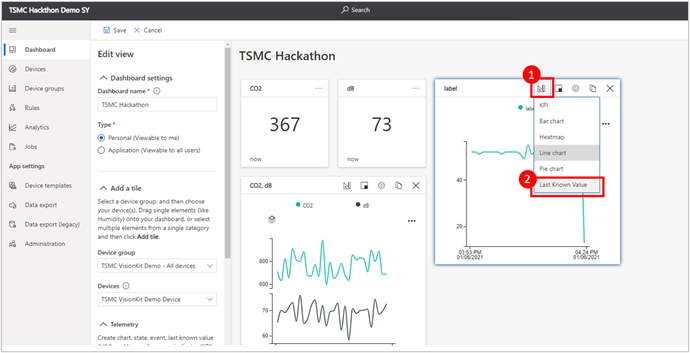 TSMC Hackthon Demo SY
Search
Save
Cancel
Dashboard
Devices
Device groups
Rules
Analytics
Jobs
App settings
Device templates
Data export
Data export (legacy)
Administration
Edit view
Dashboard settings
Dashboard name *
TSMC Hackathon
Type *
Personal (Viewable to me)
Application (Viewable to all users)
Add a tile
Select a device group, and then choose
your device(s). Drag single elements (like
Humidity) onto your dashboard, or select
multiple elements from a single category
and then click Add tile.
Device group
TSMC VisionKit Demo - All devices
Devices
TSMC VisionKit Demo Device
Telemetry
Create chart, state, event, last known value
TSMC Hackathon
CO2
367
now
dB
73
now
CO2, dB
CO2
dB
800
600
70
60
1
label
KPI
Bar chart
Heatmap
Line chart
Pie chart
2
Last Known Value
40
20
03:53 PM
01/06/2021
04:24 PM
01/06/2021